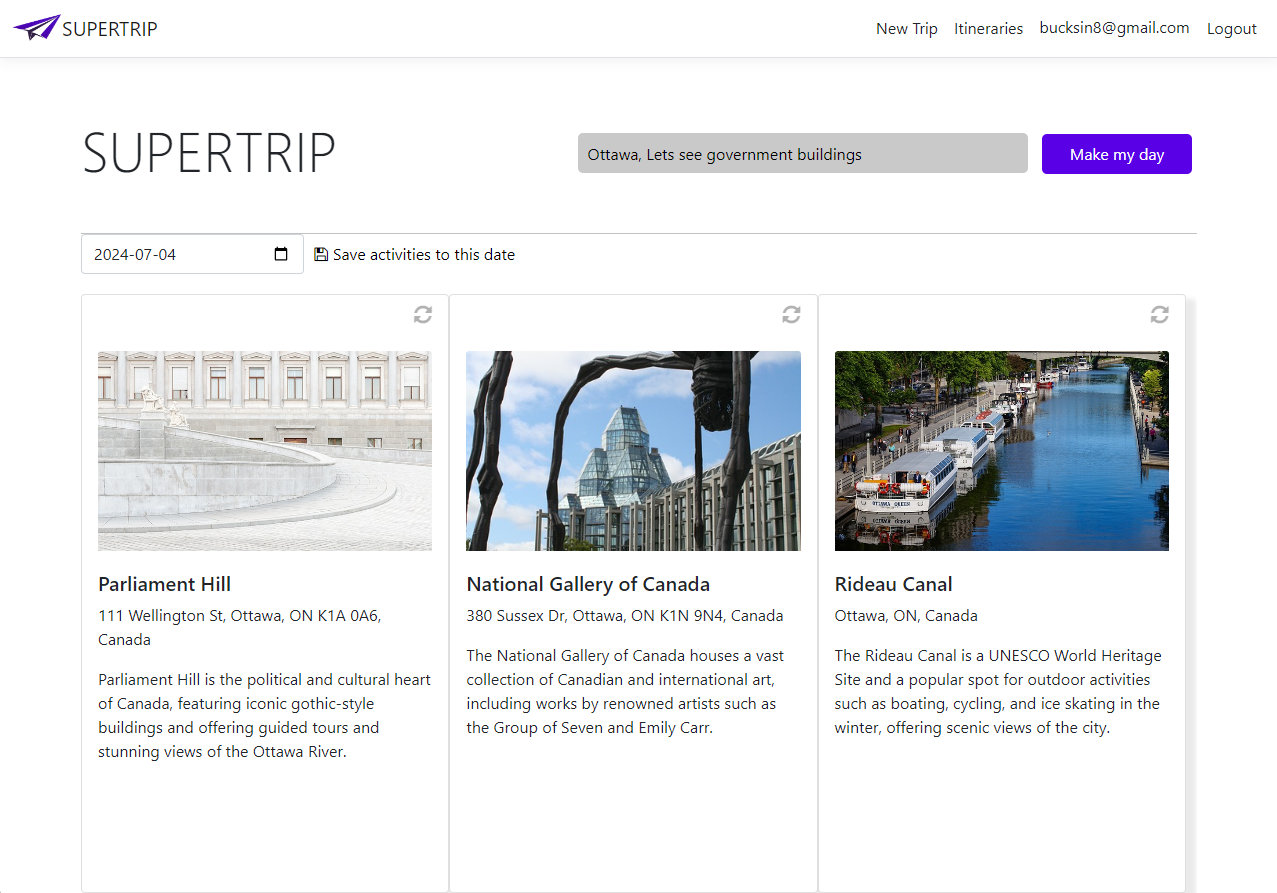 SUPERTRIP
New Trip
Itineraries
bucksin8@gmail.com
Logout
SUPERTRIP
Ottawa, Lets see government buildings
Make my day
2024-07-04
Save activities to this date
Parliament Hill
111 Wellington St, Ottawa, ON K1A 0A6,
Canada
Parliament Hill is the political and cultural heart
of Canada, featuring iconic gothic-style
buildings and offering guided tours and
stunning views of the Ottawa River.
National Gallery of Canada
380 Sussex Dr, Ottawa, ON K1N 9N4, Canada
The National Gallery of Canada houses a vast
collection of Canadian and international art,
including works by renowned artists such as
the Group of Seven and Emily Carr.
OTTAWA QUEEN
Rideau Canal
Ottawa, ON, Canada
The Rideau Canal is a UNESCO World Heritage
Site and a popular spot for outdoor activities
such as boating, cycling, and ice skating in the
winter, offering scenic views of the city.